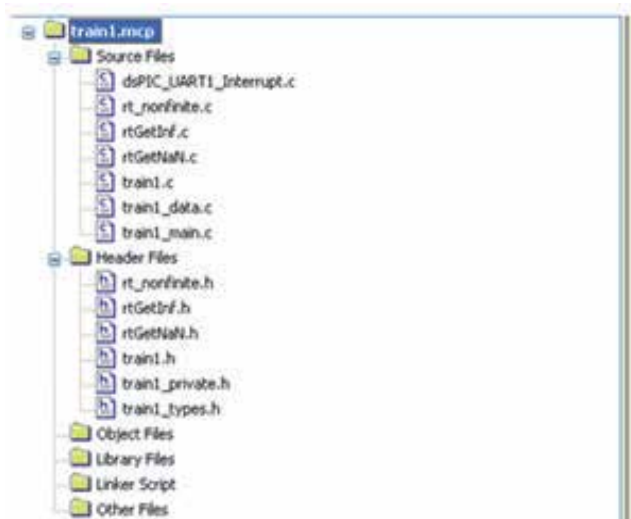 train1.mcp
Source Files
dsPIC_UART1_Interrupt.c
rt_nonfinite.c
rtGetInf.c
rtGetNaN.c
train1.c
train1_data.c
train1_main.c
Header Files
rt_nonfinite.h
rtGetInf.h
rtGetNaN.h
train1.h
train1_private.h
train1_types.h
Object Files
Library Files
Linker Script
Other Files